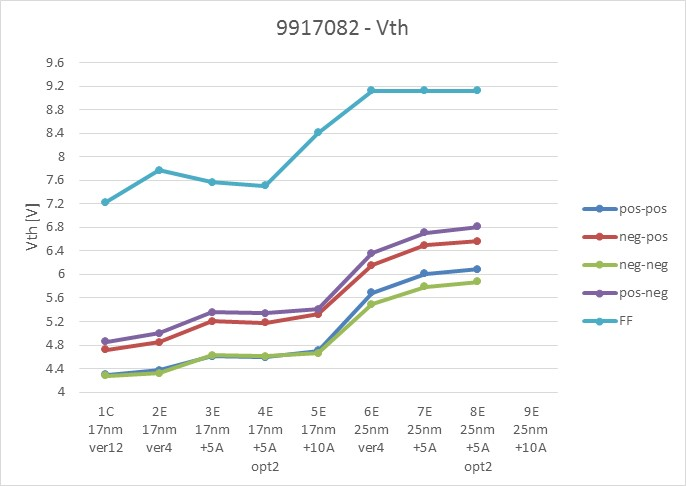 9917082 - Vth
9.6
9.2
8.8
8.4
8
7.6
7.2
6.8
6.4
6
5.6
5.2
4.8
4.4
4
Vth [V]
1C 2E 3E 4E 5E 6E 7E 8E 9E
17nm 17nm 17nm 17nm 17nm 25nm 25nm 25nm 25nm
ver12 ver4 +5A +5A +10A ver4 +5A +5A +10A
opt2 opt2
pos-pos
neg-pos
neg-neg
pos-neg
FF